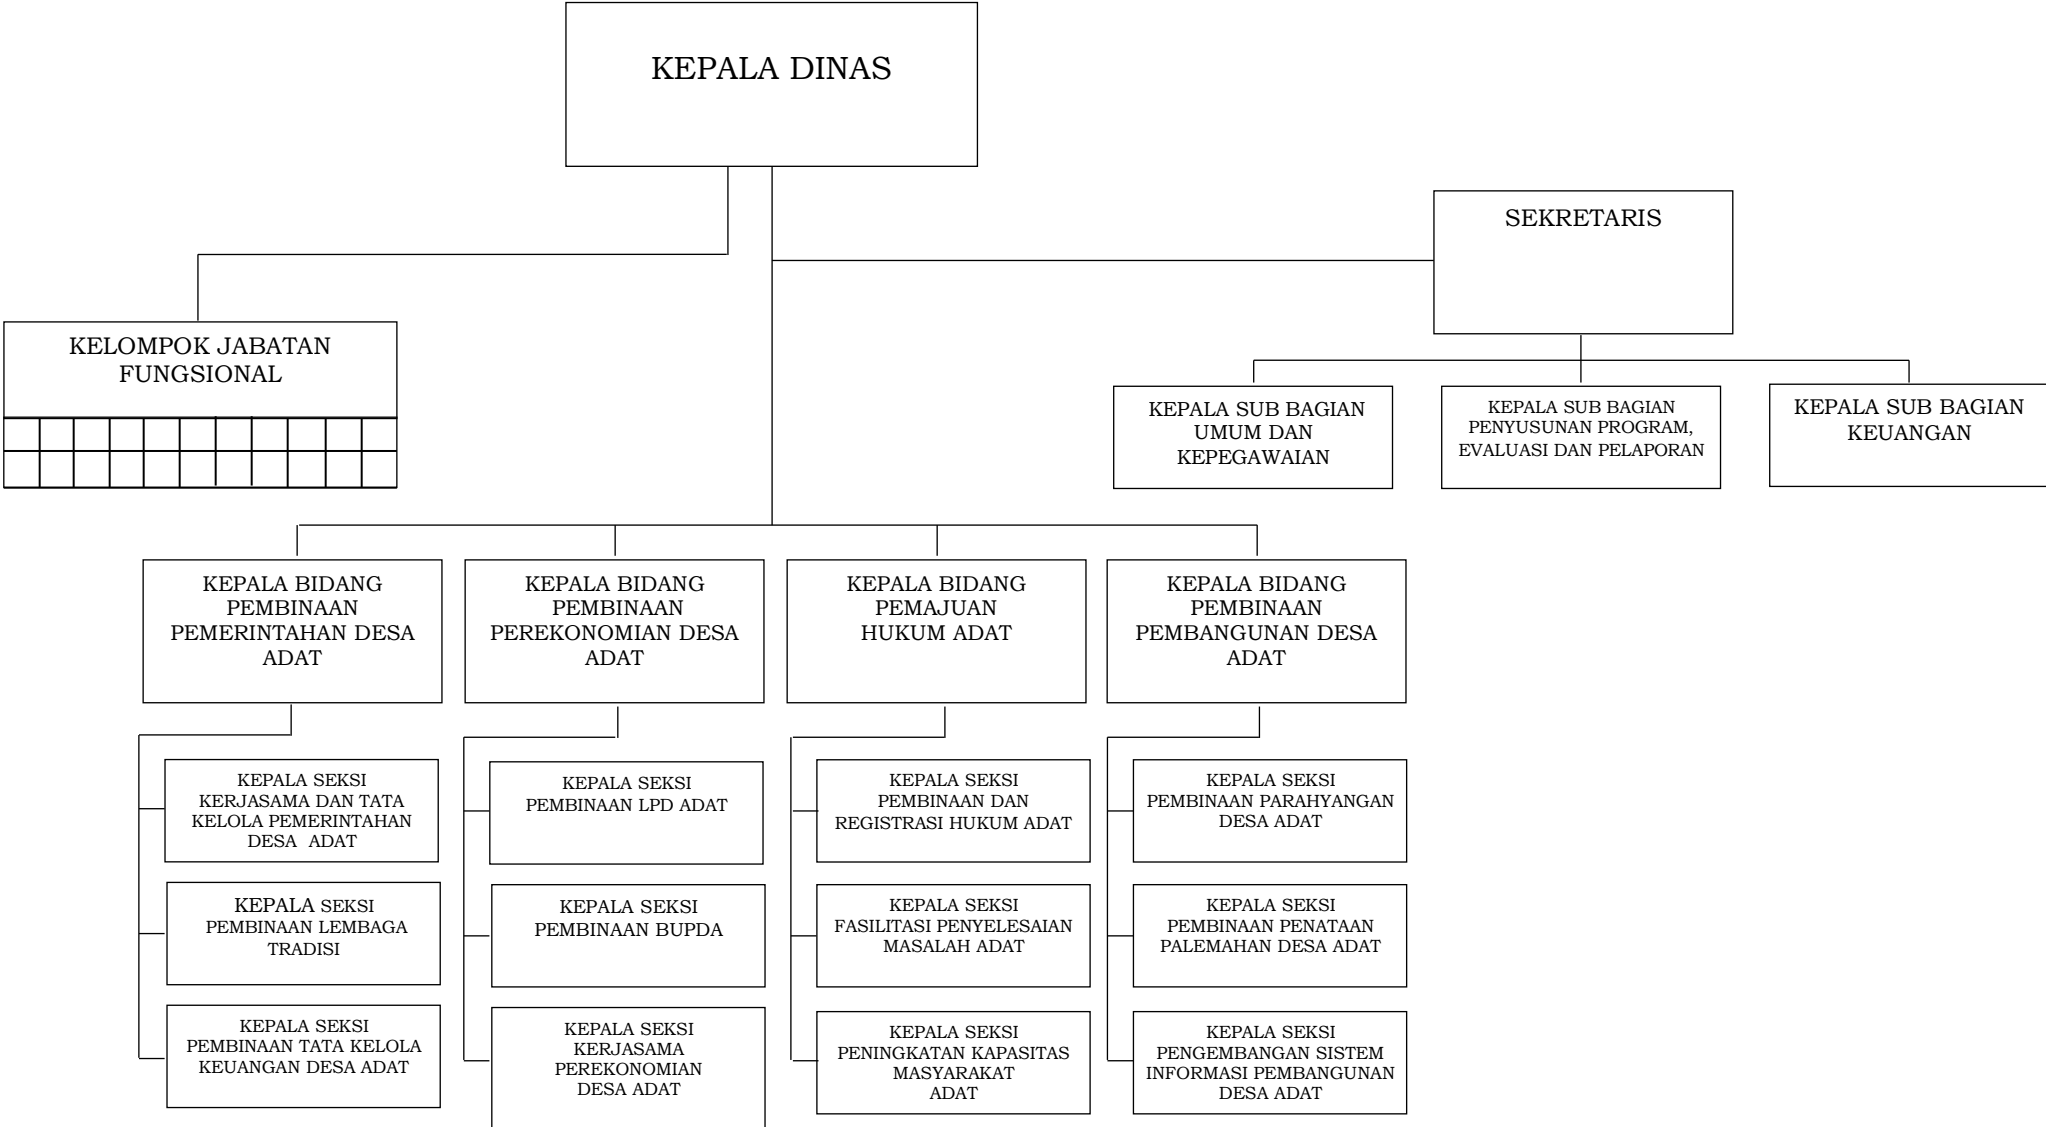 KEPALA DINAS
SEKRETARIS
KELOMPOK JABATAN
FUNGSIONAL
KEPALA SUB BAGIAN
UMUM DAN
KEPEGAWAIAN
KEPALA SUB BAGIAN
PENYUSUNAN PROGRAM,
EVALUASI DAN PELAPORAN
KEPALA SUB BAGIAN
KEUANGAN
KEPALA BIDANG
PEMBINAAN
PEMERINTAHAN DESA
ADAT
KEPALA BIDANG
PEMBINAAN
PEREKONOMIAN DESA
ADAT
KEPALA BIDANG
PEMAJUAN
HUKUM ADAT
KEPALA BIDANG
PEMBINAAN
PEMBANGUNAN DESA
ADAT
KEPALA SEKSI
KERJASAMA DAN TATA
KELOLA PEMERINTAHAN
DESA ADAT
KEPALA SEKSI
PEMBINAAN LPD ADAT
KEPALA SEKSI
PEMBINAAN DAN
REGISTRASI HUKUM ADAT
KEPALA SEKSI
PEMBINAAN PARAHYANGAN
DESA ADAT
KEPALA SEKSI
PEMBINAAN LEMBAGA
TRADISI
KEPALA SEKSI
PEMBINAAN BUPDA
KEPALA SEKSI
FASILITASI PENYELESAIAN
MASALAH ADAT
KEPALA SEKSI
PEMBINAAN PENATAAN
PALEMAHAN DESA ADAT
KEPALA SEKSI
PEMBINAAN TATA KELOLA
KEUANGAN DESA ADAT
KEPALA SEKSI
KERJASAMA
PEREKONOMIAN
DESA ADAT
KEPALA SEKSI
PENINGKATAN KAPASITAS
MASYARAKAT
ADAT
KEPALA SEKSI
PENGEMBANGAN SISTEM
INFORMASI PEMBANGUNAN
DESA ADAT